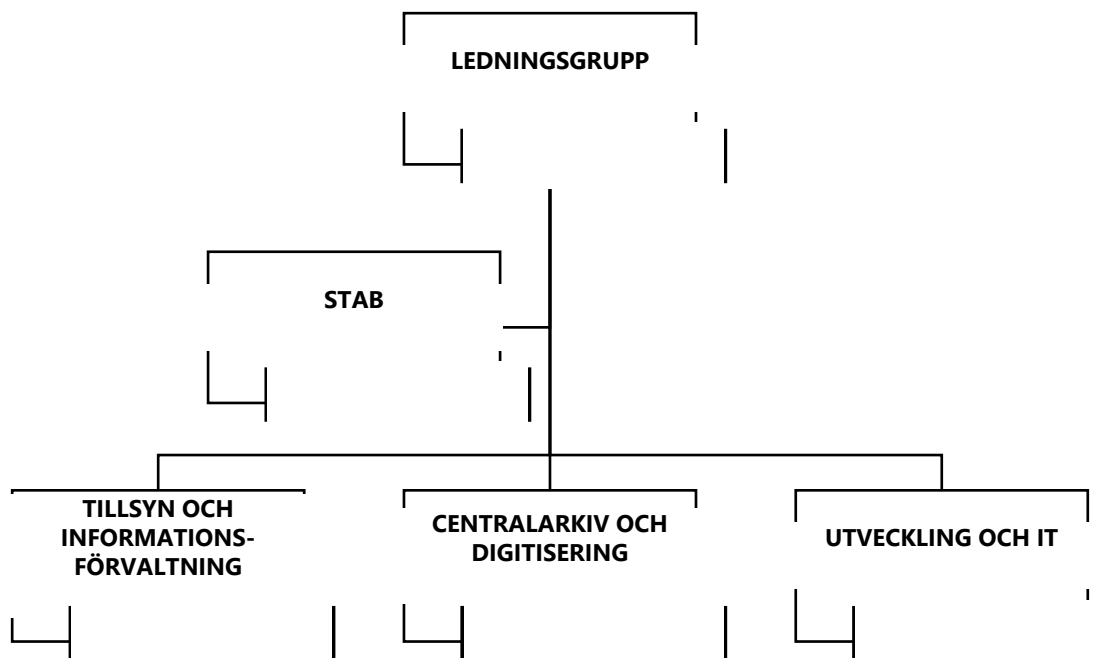 LEDNINGSGRUPP
STAB
TILLSYN OCH
INFORMATIONS-
FÖRVALTNING
CENTRALARKIV OCH
DIGITISERING
UTVECKLING OCH IT